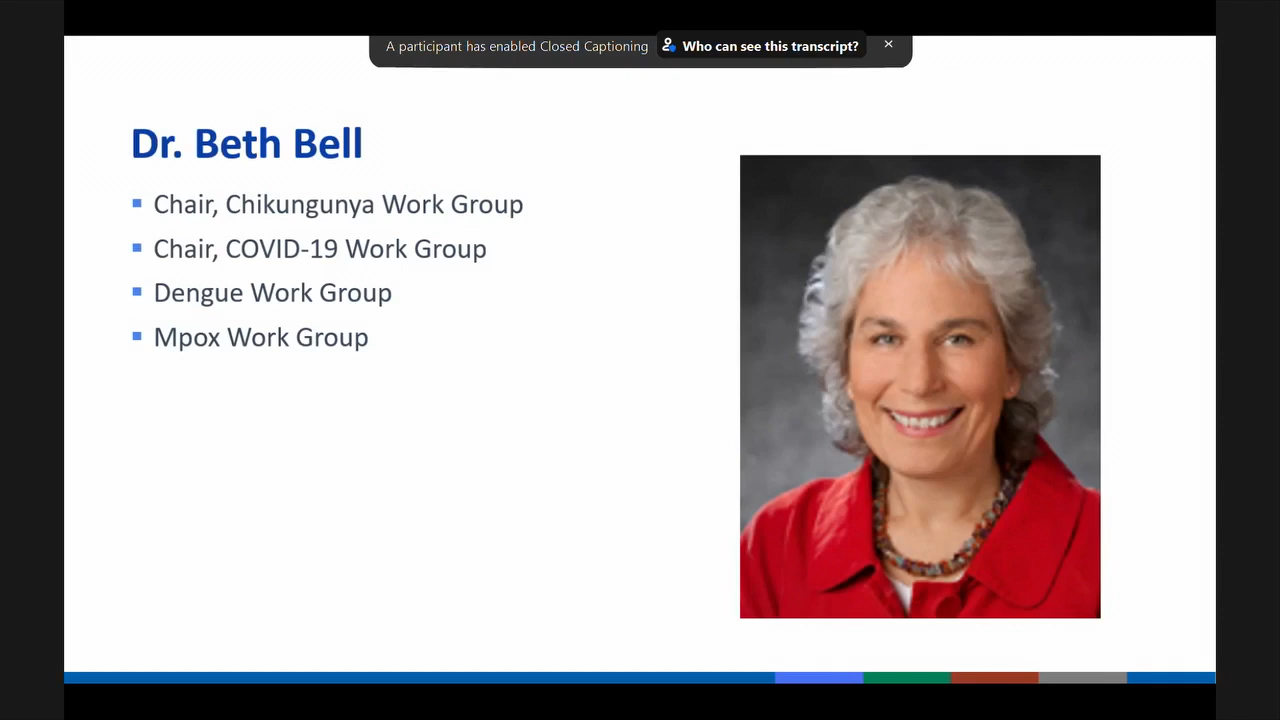 A participant has enabled Closed Captioning Who can see this transcript?
Dr. Beth Bell
Chair, Chikungunya Work Group
Chair, COVID-19 Work Group
Dengue Work Group
Mpox Work Group